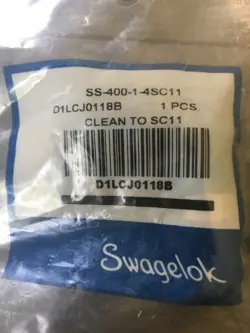 SS-400-1-4SC11
D1LCJ0118B 1 PCS.
CLEAN TO SC11
D1LCJ0118B
Swagelok